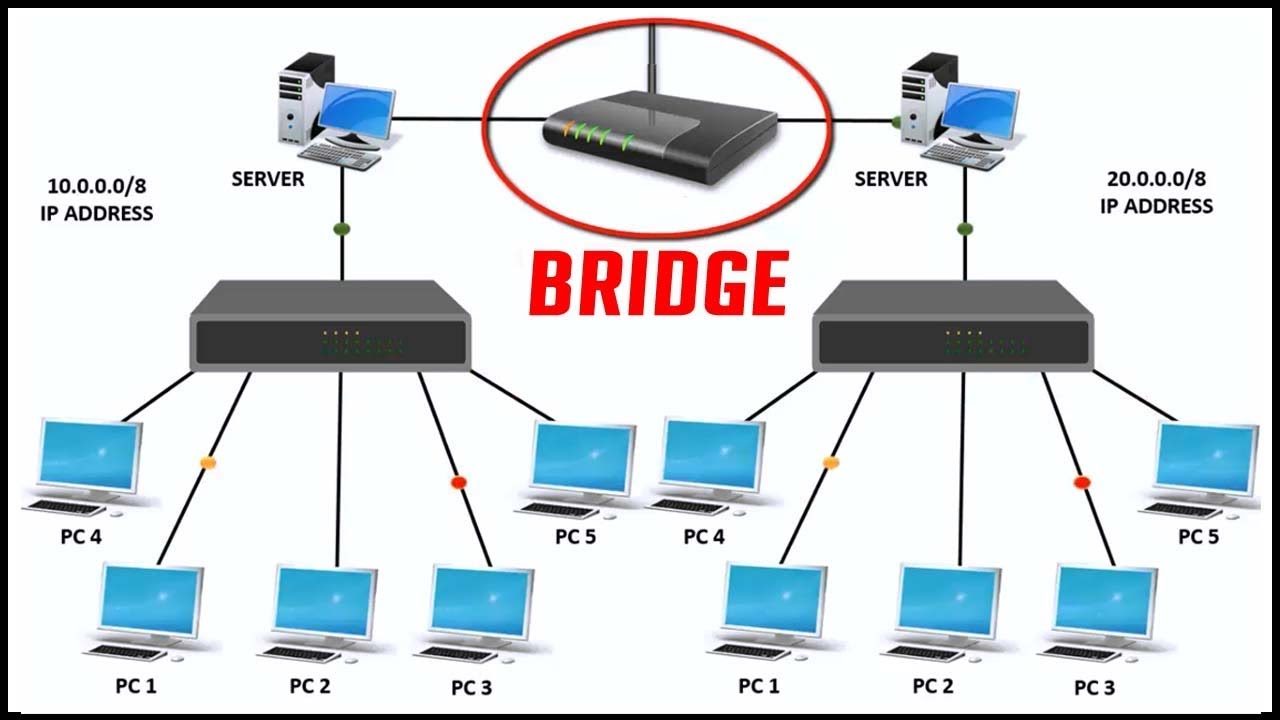 SERVER
SERVER
10.0.0.0/8
IP ADDRESS
20.0.0.0/8
IP ADDRESS
BRIDGE
PC 4
PC 5
PC 4
PC 5
PC 1
PC 2
PC 3
PC 1
PC 2
PC 3